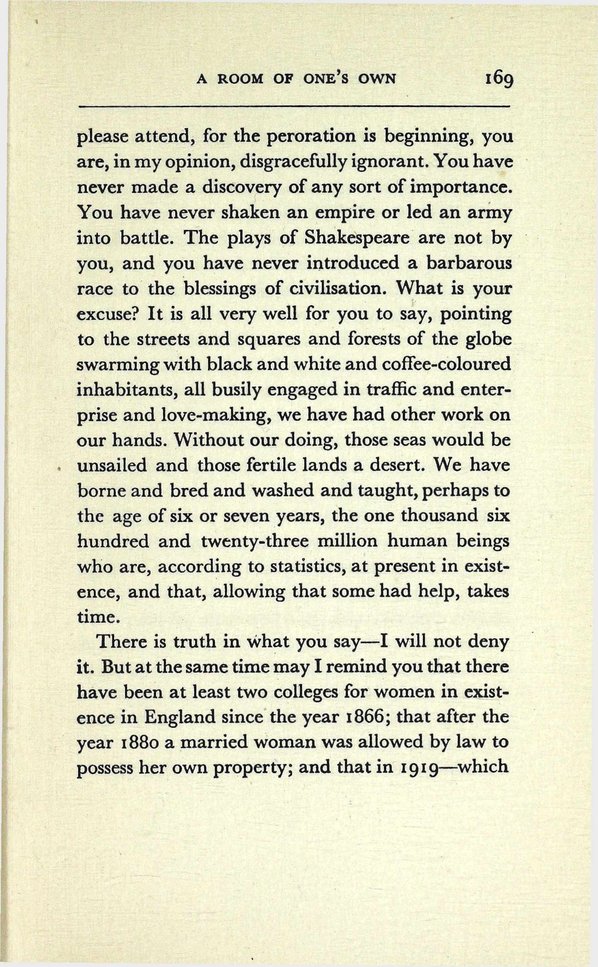 A ROOM OF ONE'S OWN 169
please attend, for the peroration is beginning, you
are, in my opinion, disgracefully ignorant. You have
never made a discovery of any sort of importance.
You have never shaken an empire or led an army
into battle. The plays of Shakespeare are not by
you, and you have never introduced a barbarous
race to the blessings of civilisation. What is your
excuse? It is all very well for you to say, pointing
to the streets and squares and forests of the globe
swarming with black and white and coffee-coloured
inhabitants, all busily engaged in traffic and enter-
prise and love-making, we have had other work on
our hands. Without our doing, those seas would be
unsailed and those fertile lands a desert. We have
borne and bred and washed and taught, perhaps to
the age of six or seven years, the one thousand six
hundred and twenty-three million human beings
who are, according to statistics, at present in exist-
ence, and that, allowing that some had help, takes
time.
There is truth in what you say—I will not deny
it. But at the same time may I remind you that there
have been at least two colleges for women in exist-
ence in England since the year 1866; that after the
year 1880 a married woman was allowed by law to
possess her own property; and that in 1919—which